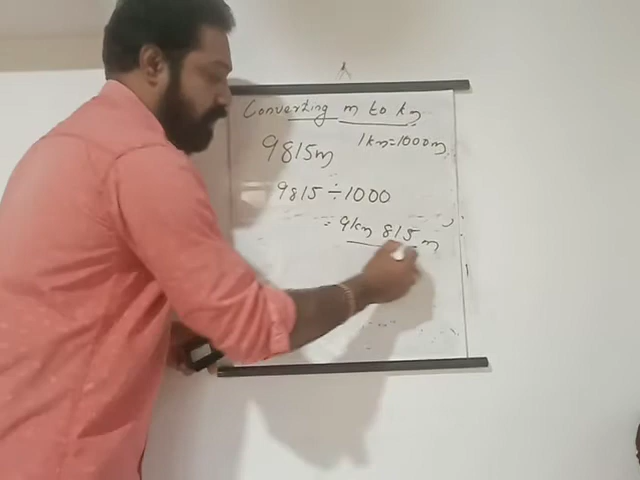 Converting m to km
1km=1000m
9815m
9815÷1000
= 9km 815 m